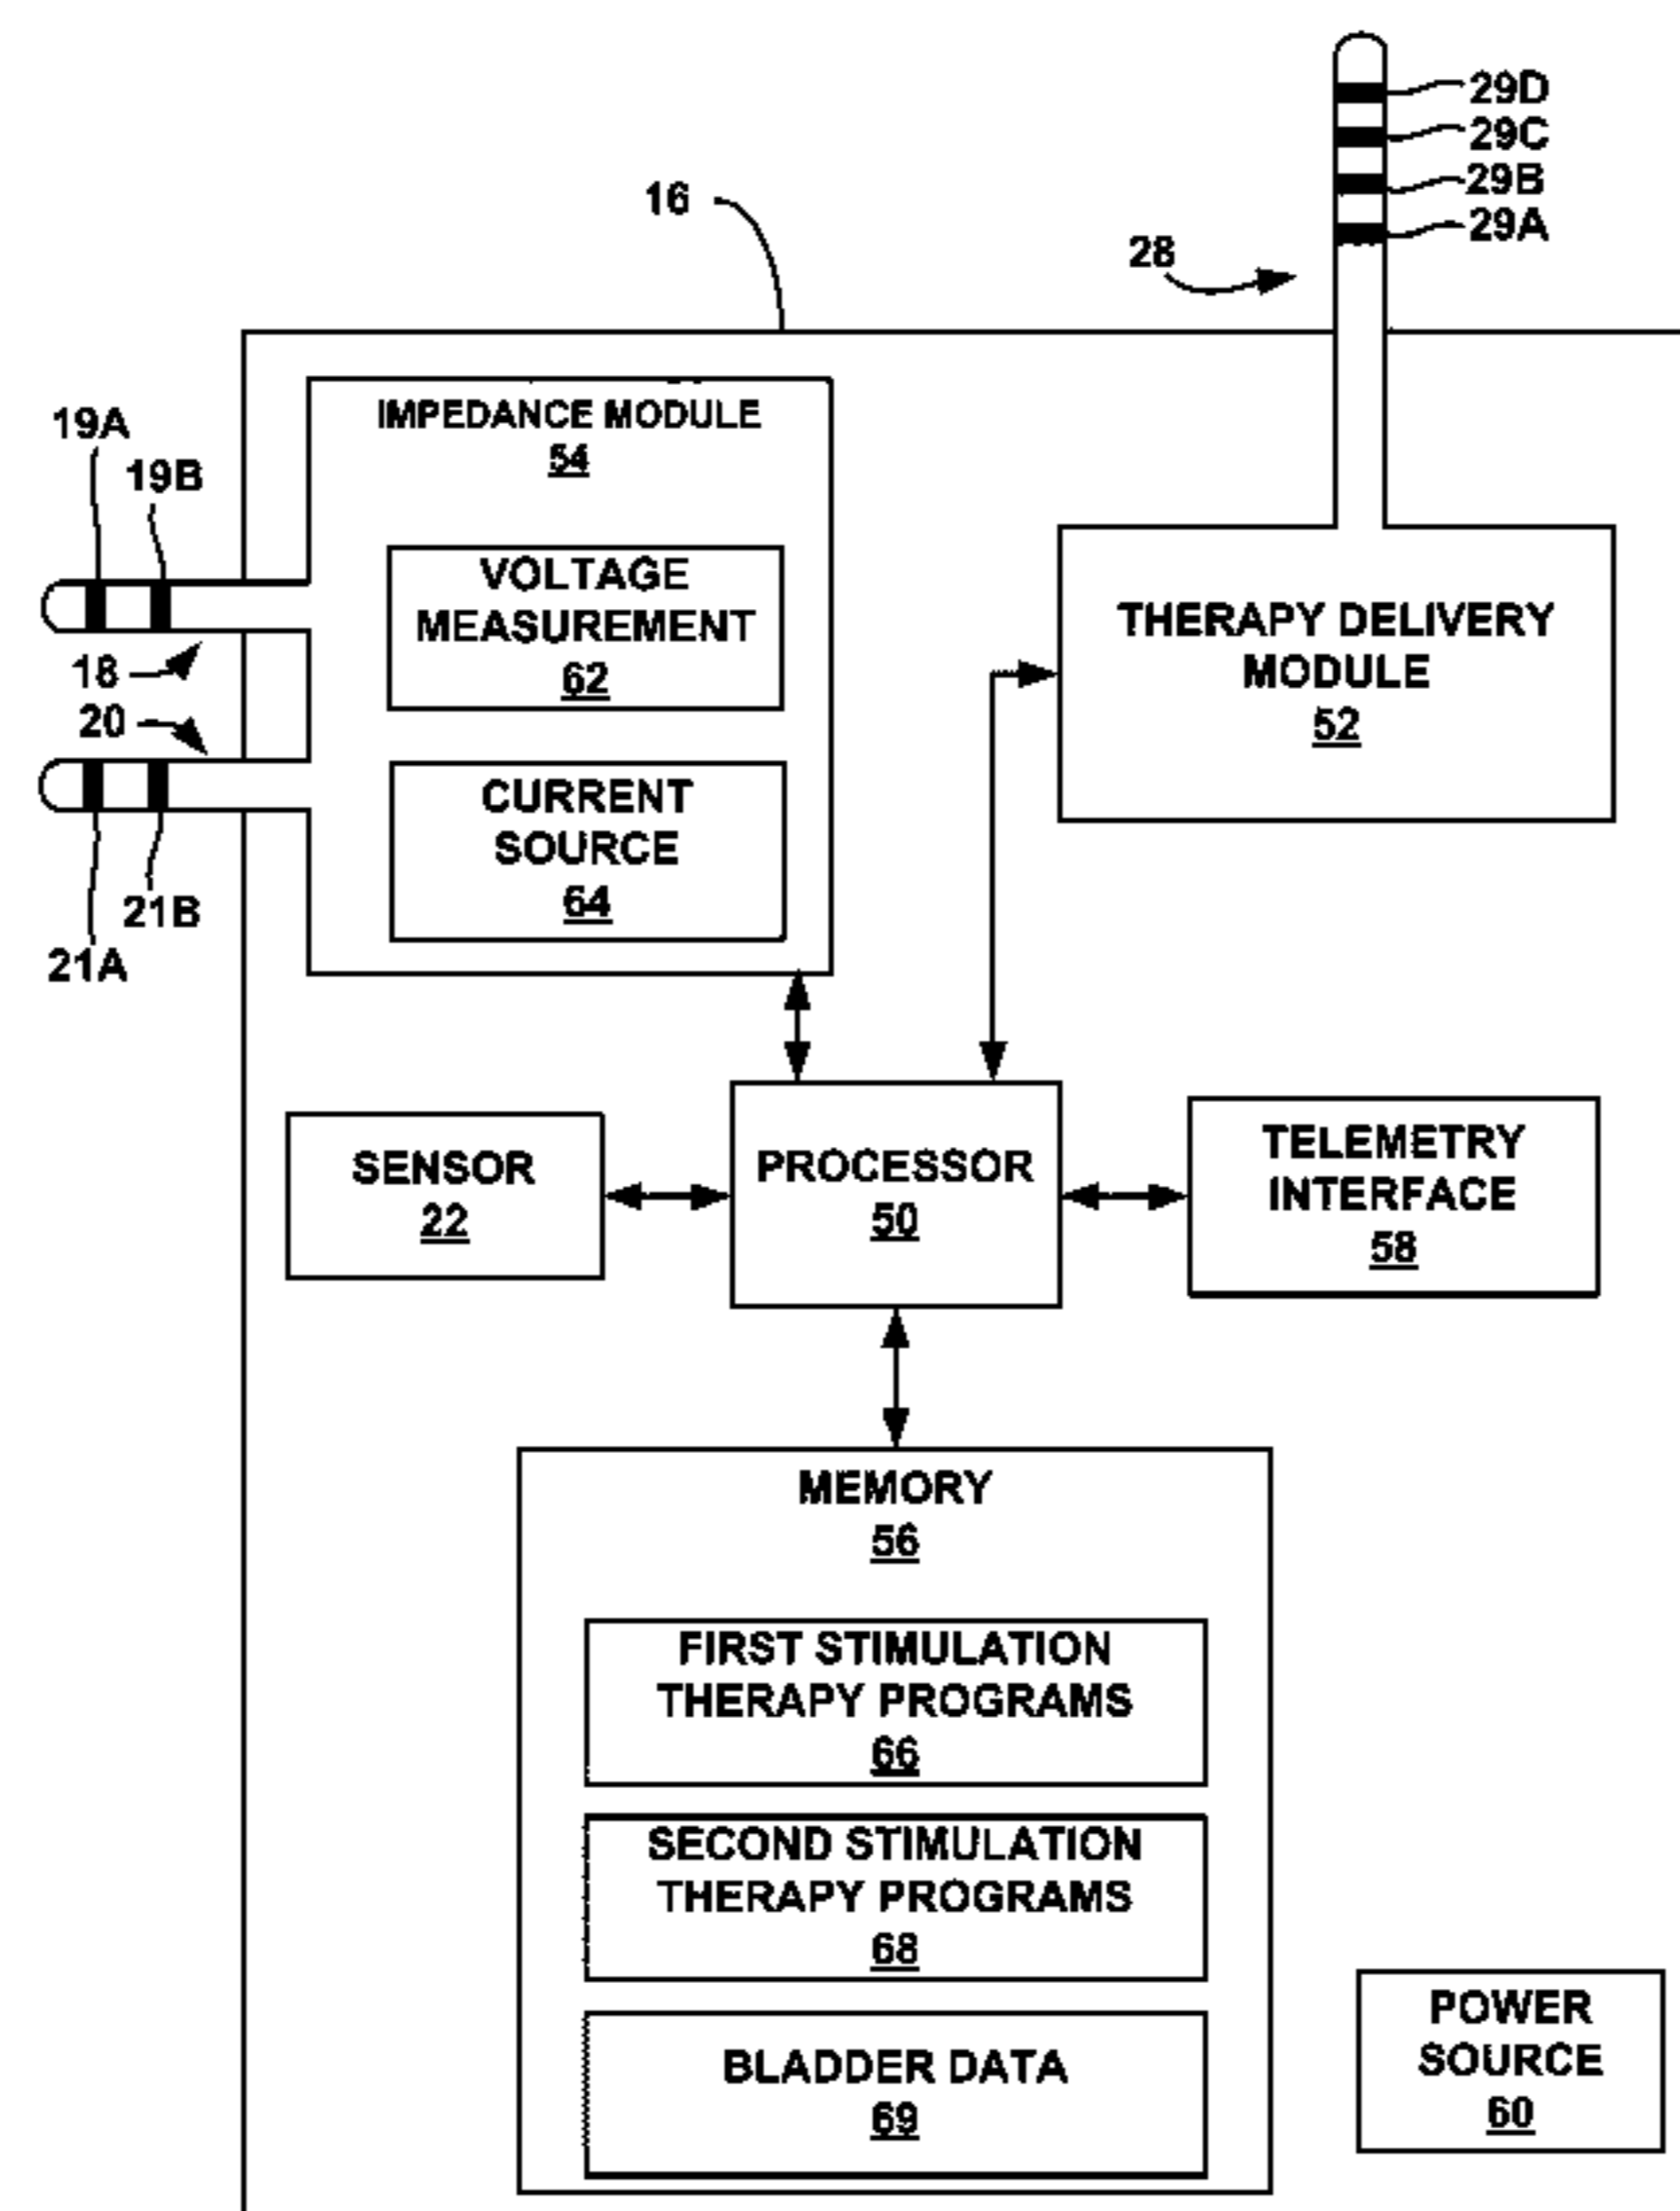 29D
29C
29B
29A
16
28
19A
19B
18
20
21B
21A
IMPEDANCE MODULE
54
VOLTAGE
MEASUREMENT
62
CURRENT
SOURCE
64
THERAPY DELIVERY
MODULE
52
SENSOR
22
PROCESSOR
50
TELEMETRY
INTERFACE
58
MEMORY
56
FIRST STIMULATION
THERAPY PROGRAMS
66
SECOND STIMULATION
THERAPY PROGRAMS
68
BLADDER DATA
69
POWER
SOURCE
60